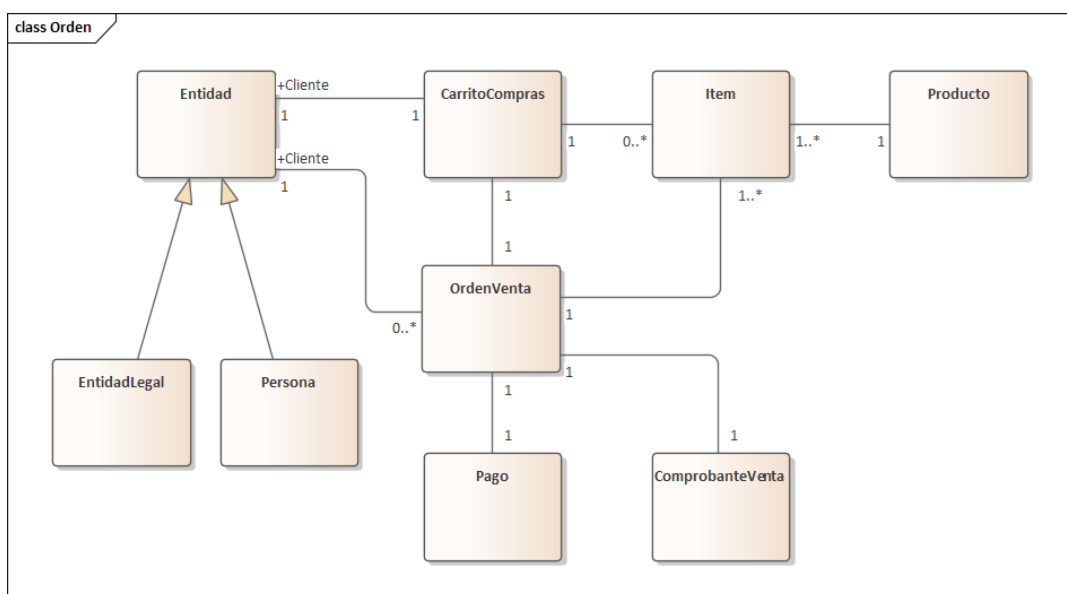 class Orden
Entidad
+Cliente
1
1
CarritoCompras
1
0..*
Item
1..*
1
Producto
+Cliente
1
1
1..*
1
OrdenVenta
0..*
1
1
EntidadLegal
Persona
1
1
1
Pago
ComprobanteVenta